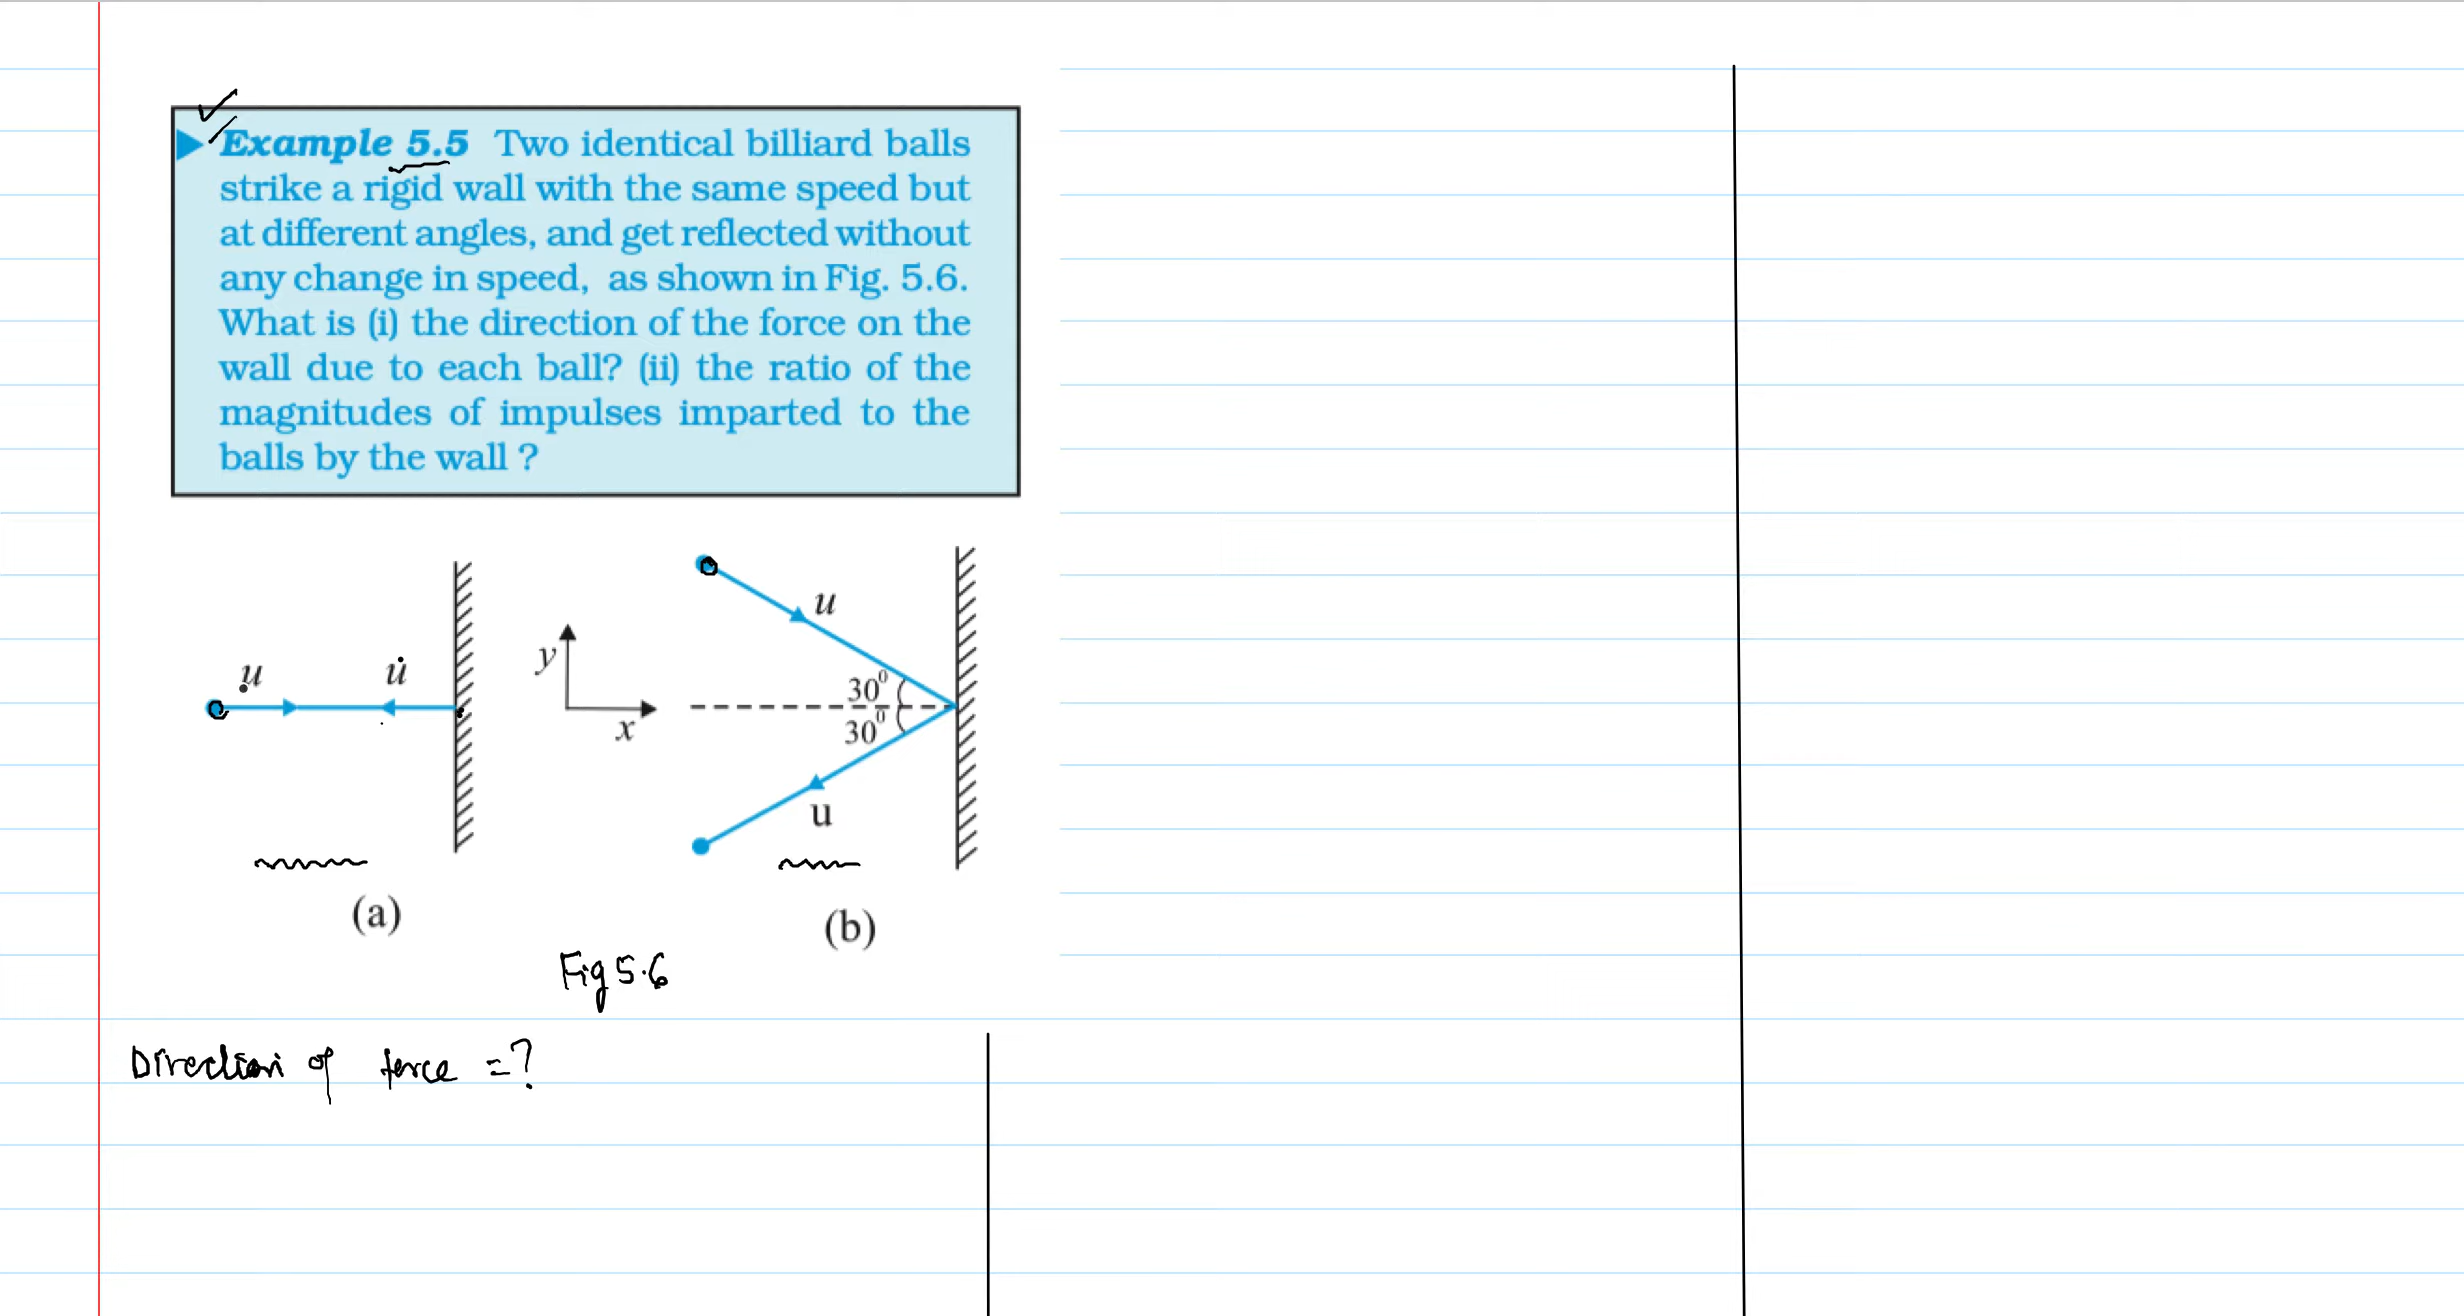 Example 5.5 Two identical billiard balls
strike a rigid wall with the same speed but
at different angles, and get reflected without
any change in speed, as shown in Fig. 5.6.
What is (i) the direction of the force on the
wall due to each ball? (ii) the ratio of the
magnitudes of impulses imparted to the
balls by the wall ?
u
u
y
x
u
30⁰
30⁰
u
(a)
(b)
Fig 5.6
Direction of force =?